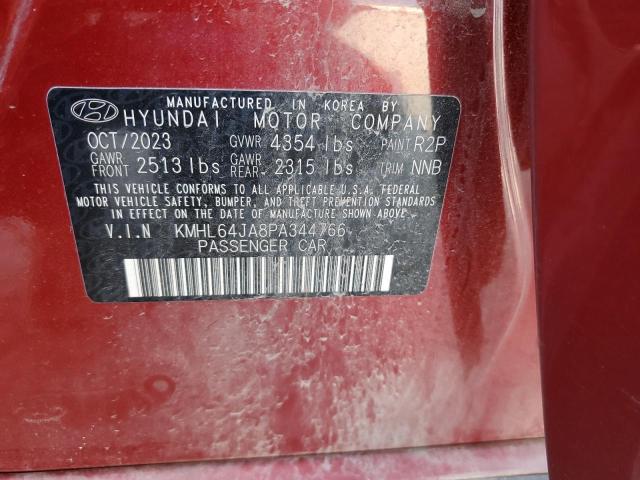 MANUFACTURED IN KOREA BY
HYUNDAI MOTOR COMPANY
OCT/2023 GVWR 4354 lbs PAINT R2P
GAWR FRONT 2513 lbs GAWR REAR 2315 lbs TRIM NNB
THIS VEHICLE CONFORMS TO ALL APPLICABLE U.S.A. FEDERAL
MOTOR VEHICLE SAFETY, BUMPER, AND THEFT PREVENTION STANDARDS
IN EFFECT ON THE DATE OF MANUFACTURE SHOWN ABOVE.
V.I.N KMHL64JA8PA344766
PASSENGER CAR